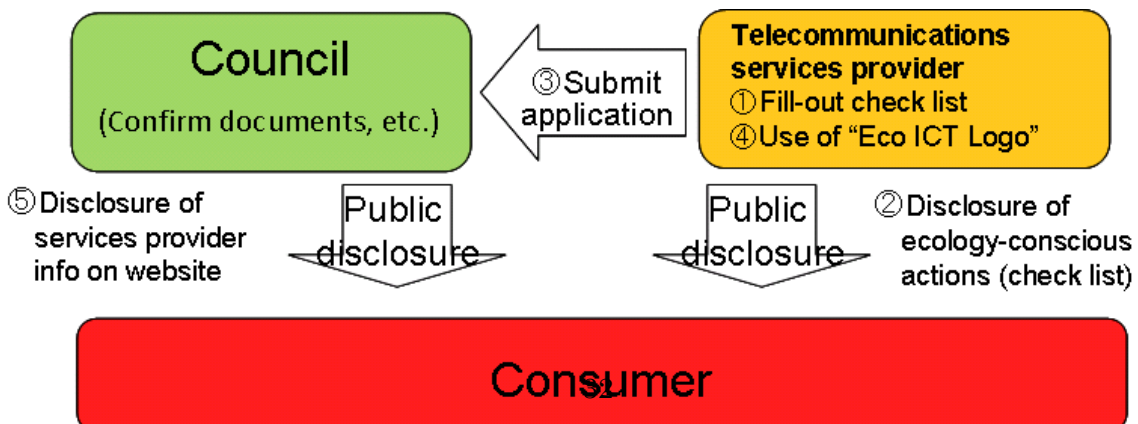 Council
(Confirm documents, etc.)
③Submit
application
Telecommunications
services provider
①Fill-out check list
④Use of “Eco ICT Logo”
⑤Disclosure of
services provider
info on website
Public
disclosure
Public
disclosure
②Disclosure of
ecology-conscious
actions (check list)
Consumer
32